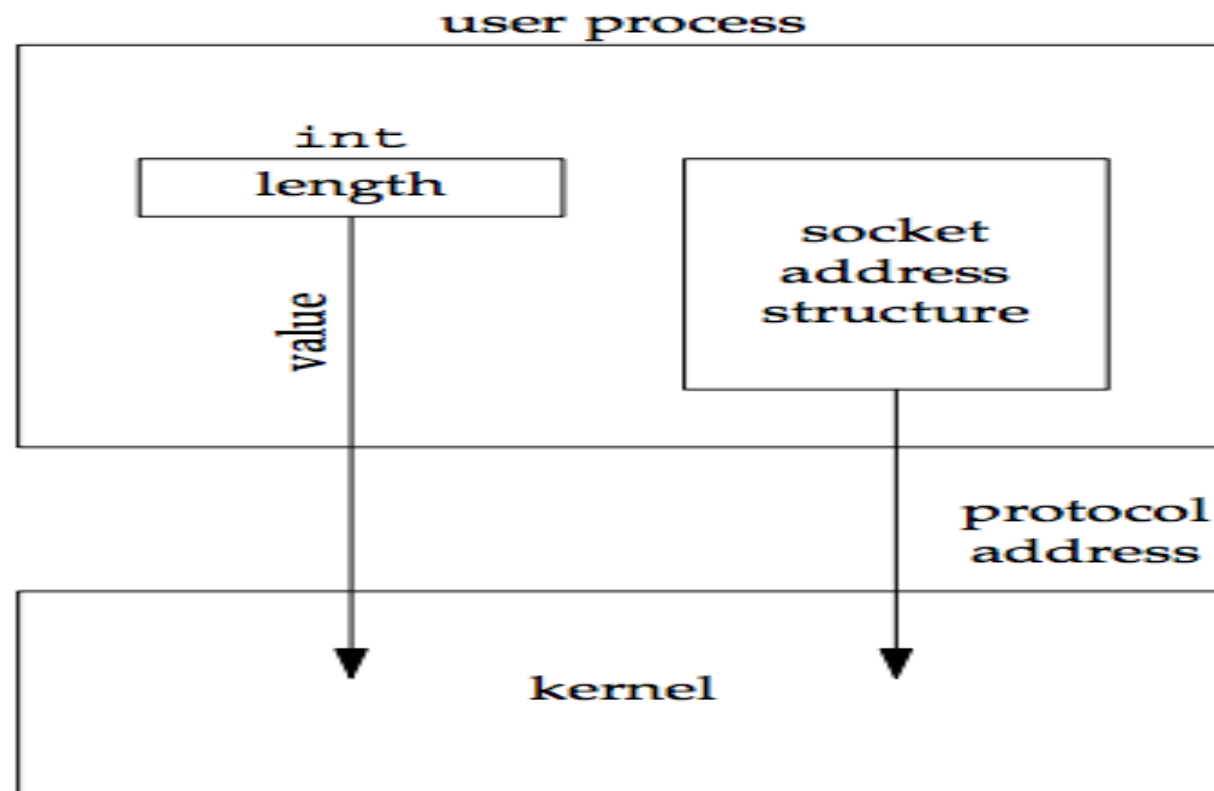 user process
int
length
value
socket
address
structure
protocol
address
kernel